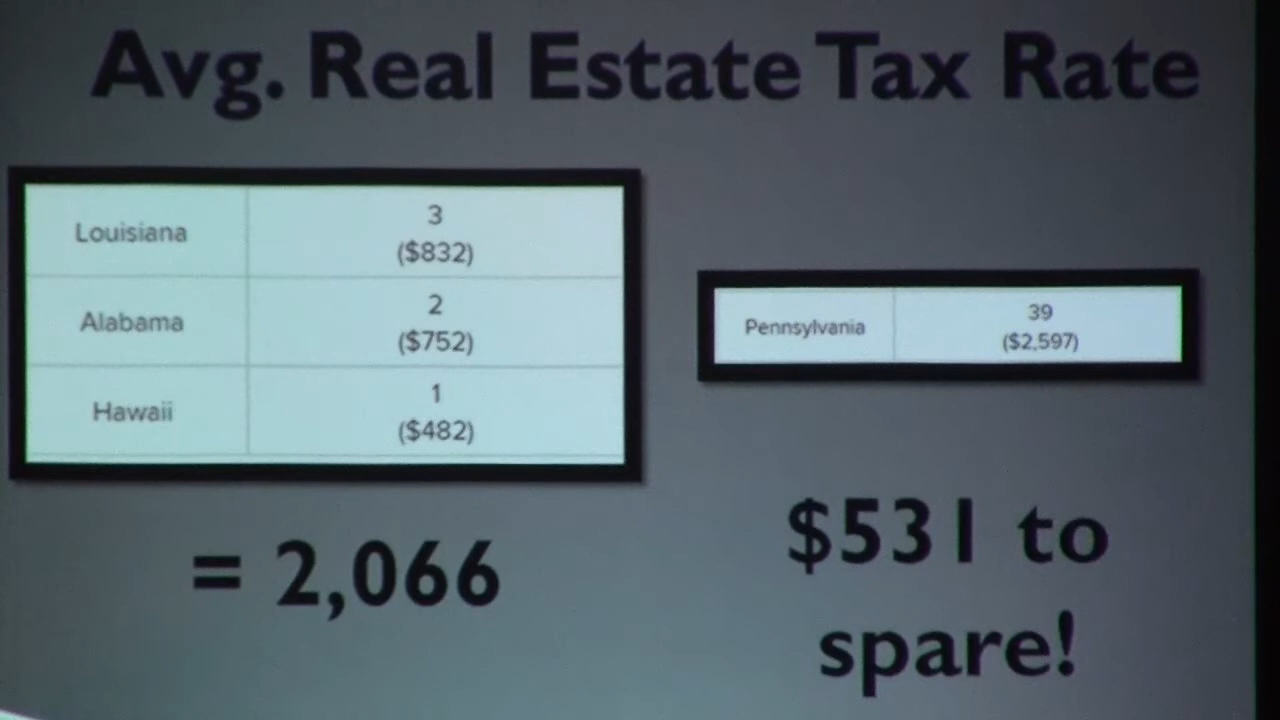 Avg. Real Estate Tax Rate
Louisiana
3
($832)
Alabama
2
($752)
Hawaii
1
($482)
= 2,066
Pennsylvania
39
($2,597)
$531 to
spare!